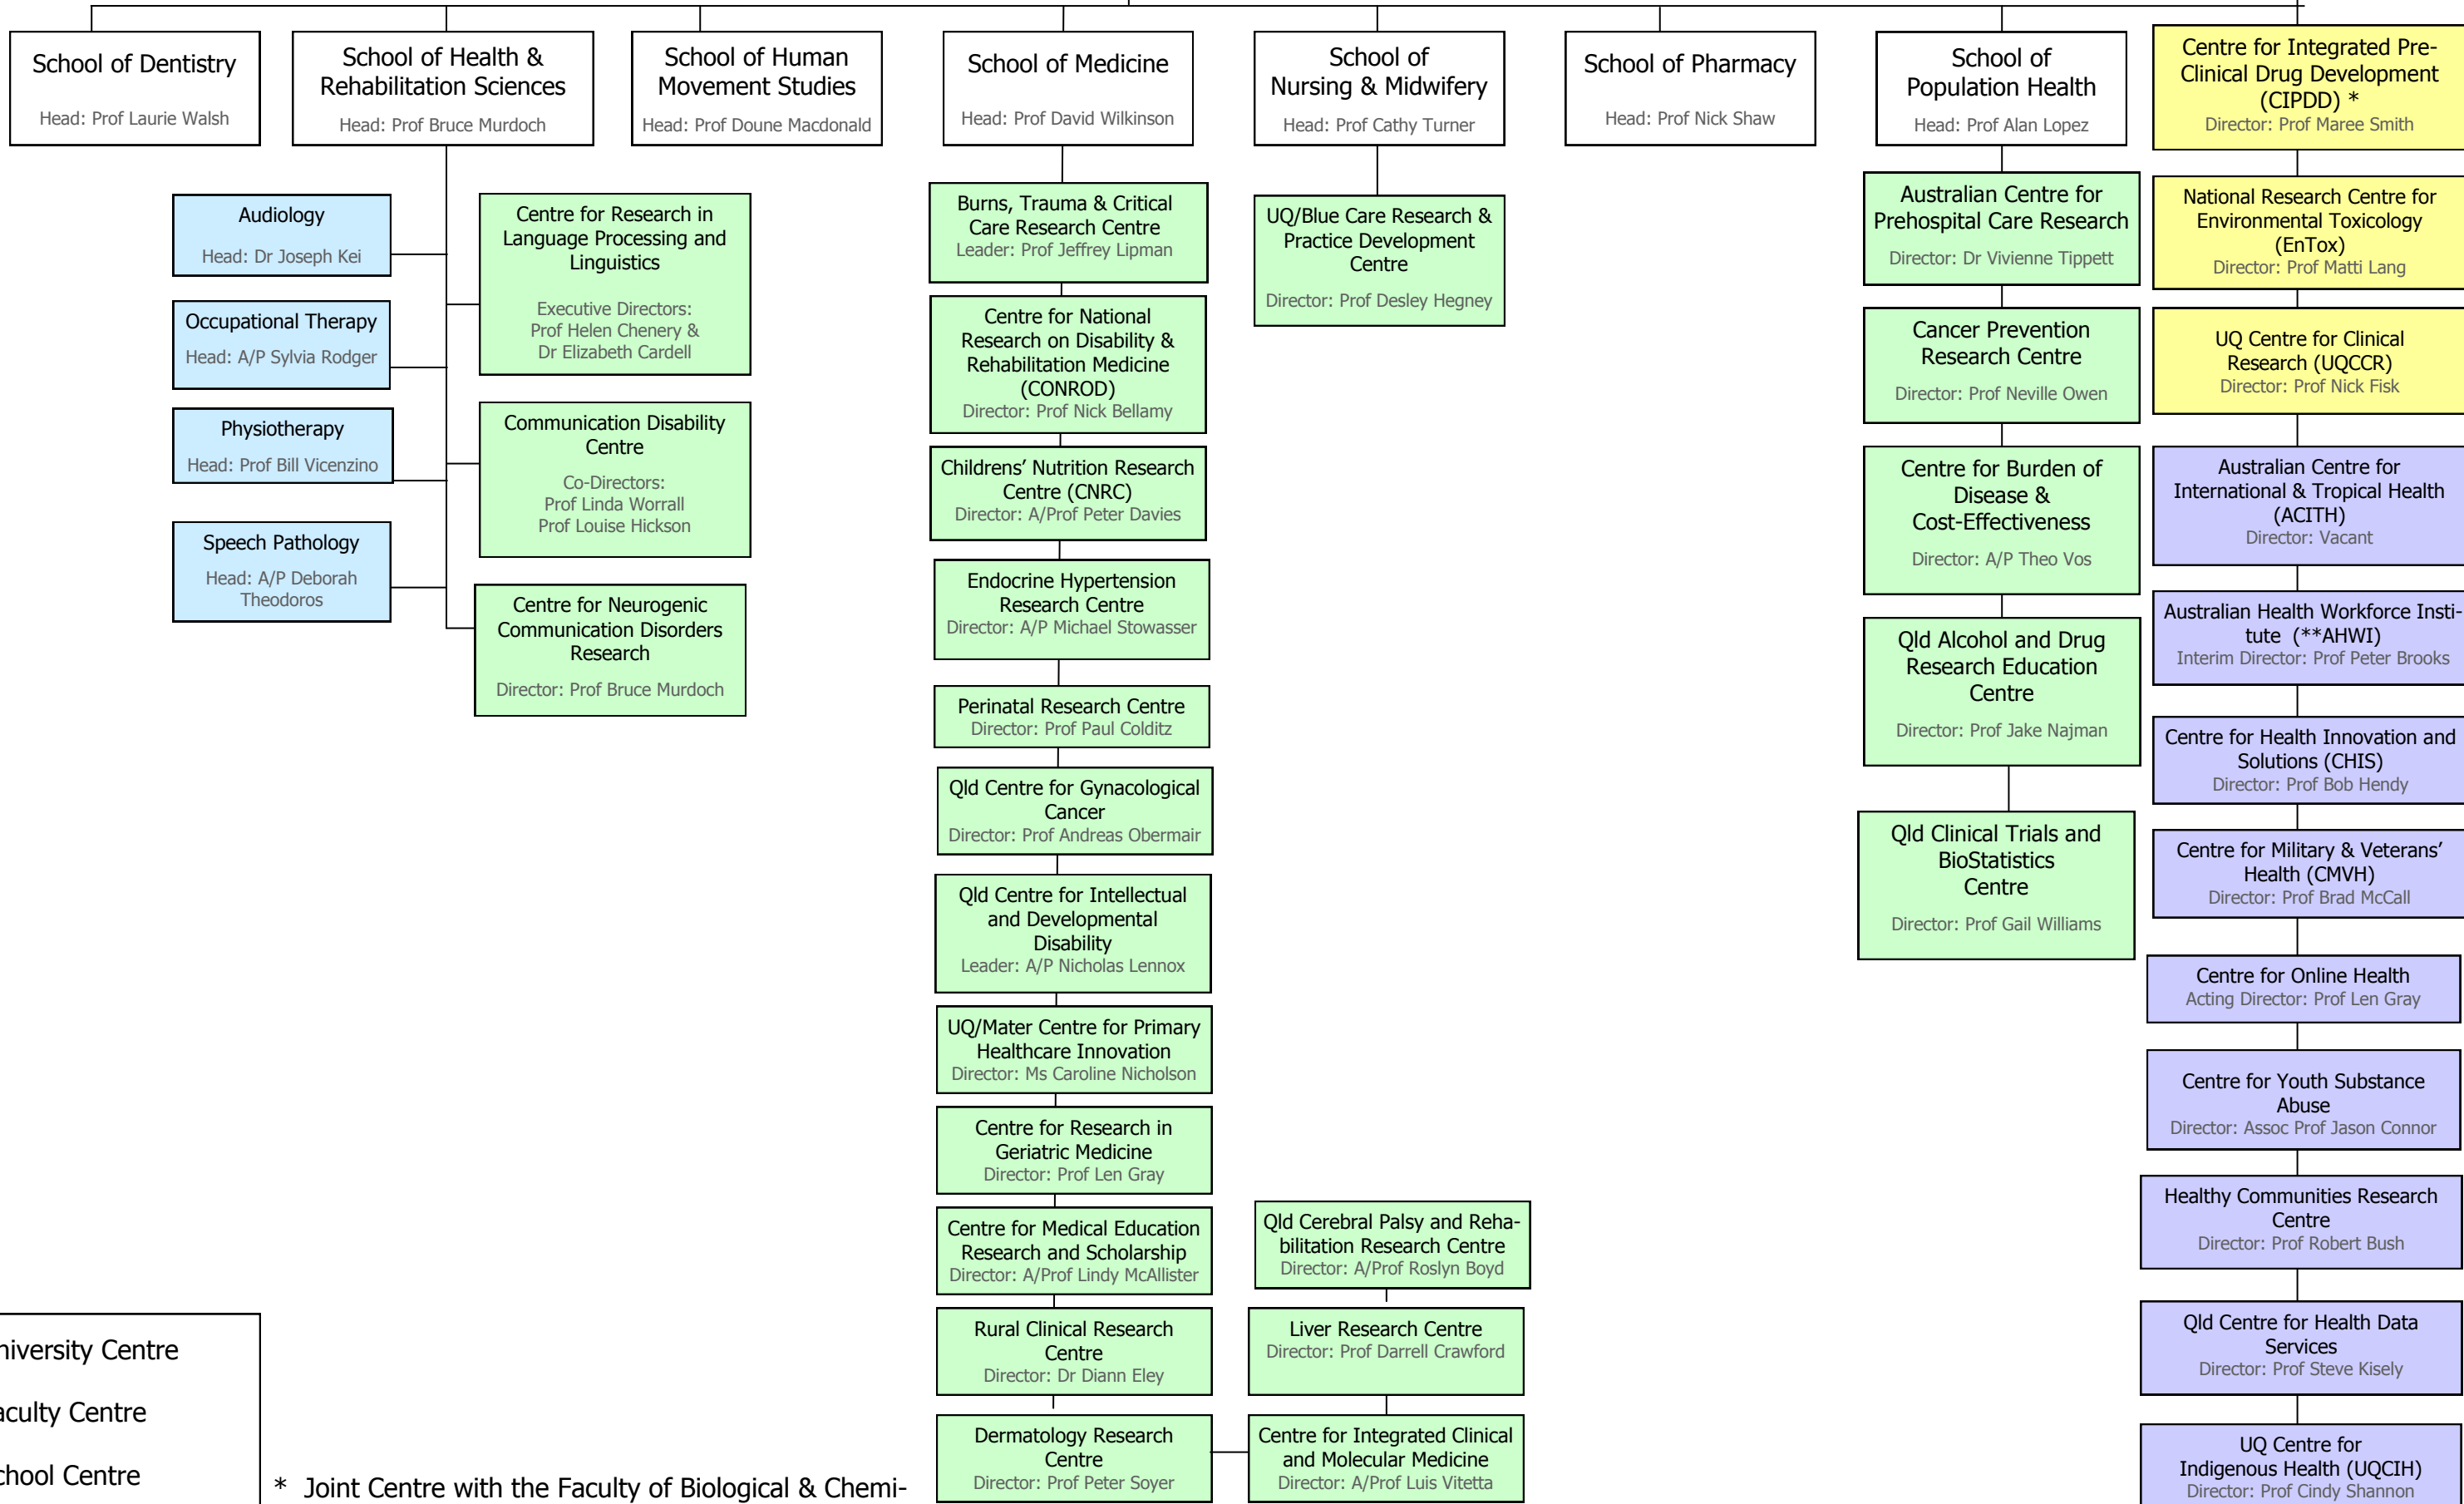 School of Dentistry
Head: Prof Laurie Walsh
School of Health &
Rehabilitation Sciences
Head: Prof Bruce Murdoch
School of Human
Movement Studies
Head: Prof Doune Macdonald
School of Medicine
Head: Prof David Wilkinson
School of
Nursing & Midwifery
Head: Prof Cathy Turner
School of Pharmacy
Head: Prof Nick Shaw
School of
Population Health
Head: Prof Alan Lopez
Centre for Integrated Pre-
Clinical Drug Development
(CIPDD) *
Director: Prof Maree Smith
Audiology
Head: Dr Joseph Kei
Occupational Therapy
Head: A/P Sylvia Rodger
Physiotherapy
Head: Prof Bill Vicenzino
Speech Pathology
Head: A/P Deborah
Theodoros
Centre for Research in
Language Processing and
Linguistics
Executive Directors:
Prof Helen Chenery &
Dr Elizabeth Cardell
Communication Disability
Centre
Co-Directors:
Prof Linda Worrall
Prof Louise Hickson
Centre for Neurogenic
Communication Disorders
Research
Director: Prof Bruce Murdoch
Burns, Trauma & Critical
Care Research Centre
Leader: Prof Jeffrey Lipman
Centre for National
Research on Disability &
Rehabilitation Medicine
(CONROD)
Director: Prof Nick Bellamy
Childrens’ Nutrition Research
Centre (CNRC)
Director: A/Prof Peter Davies
Endocrine Hypertension
Research Centre
Director: A/P Michael Stowasser
Perinatal Research Centre
Director: Prof Paul Colditz
Qld Centre for Gynacological
Cancer
Director: Prof Andreas Obermair
Qld Centre for Intellectual
and Developmental
Disability
Leader: A/P Nicholas Lennox
UQ/Mater Centre for Primary
Healthcare Innovation
Director: Ms Caroline Nicholson
Centre for Research in
Geriatric Medicine
Director: Prof Len Gray
Centre for Medical Education
Research and Scholarship
Director: A/Prof Lindy McAllister
Rural Clinical Research
Centre
Director: Dr Diann Eley
Dermatology Research
Centre
Director: Prof Peter Soyer
UQ/Blue Care Research &
Practice Development
Centre
Director: Prof Desley Hegney
Qld Cerebral Palsy and Reha-
bilitation Research Centre
Director: A/Prof Roslyn Boyd
Liver Research Centre
Director: Prof Darrell Crawford
Centre for Integrated Clinical
and Molecular Medicine
Director: A/Prof Luis Vitetta
Australian Centre for
Prehospital Care Research
Director: Dr Vivienne Tippett
Cancer Prevention
Research Centre
Director: Prof Neville Owen
Centre for Burden of
Disease &
Cost-Effectiveness
Director: A/P Theo Vos
Qld Alcohol and Drug
Research Education
Centre
Director: Prof Jake Najman
Qld Clinical Trials and
BioStatistics
Centre
Director: Prof Gail Williams
National Research Centre for
Environmental Toxicology
(EnTox)
Director: Prof Matti Lang
UQ Centre for Clinical
Research (UQCCR)
Director: Prof Nick Fisk
Australian Centre for
International & Tropical Health
(ACITH)
Director: Vacant
Australian Health Workforce Insti-
tute (**AHWI)
Interim Director: Prof Peter Brooks
Centre for Health Innovation and
Solutions (CHIS)
Director: Prof Bob Hendy
Centre for Military & Veterans’
Health (CMVH)
Director: Prof Brad McCall
Centre for Online Health
Acting Director: Prof Len Gray
Centre for Youth Substance
Abuse
Director: Assoc Prof Jason Connor
Healthy Communities Research
Centre
Director: Prof Robert Bush
Qld Centre for Health Data
Services
Director: Prof Steve Kisely
UQ Centre for
Indigenous Health (UQCIH)
Director: Prof Cindy Shannon
niversity Centre
aculty Centre
chool Centre
* Joint Centre with the Faculty of Biological & Chemi-